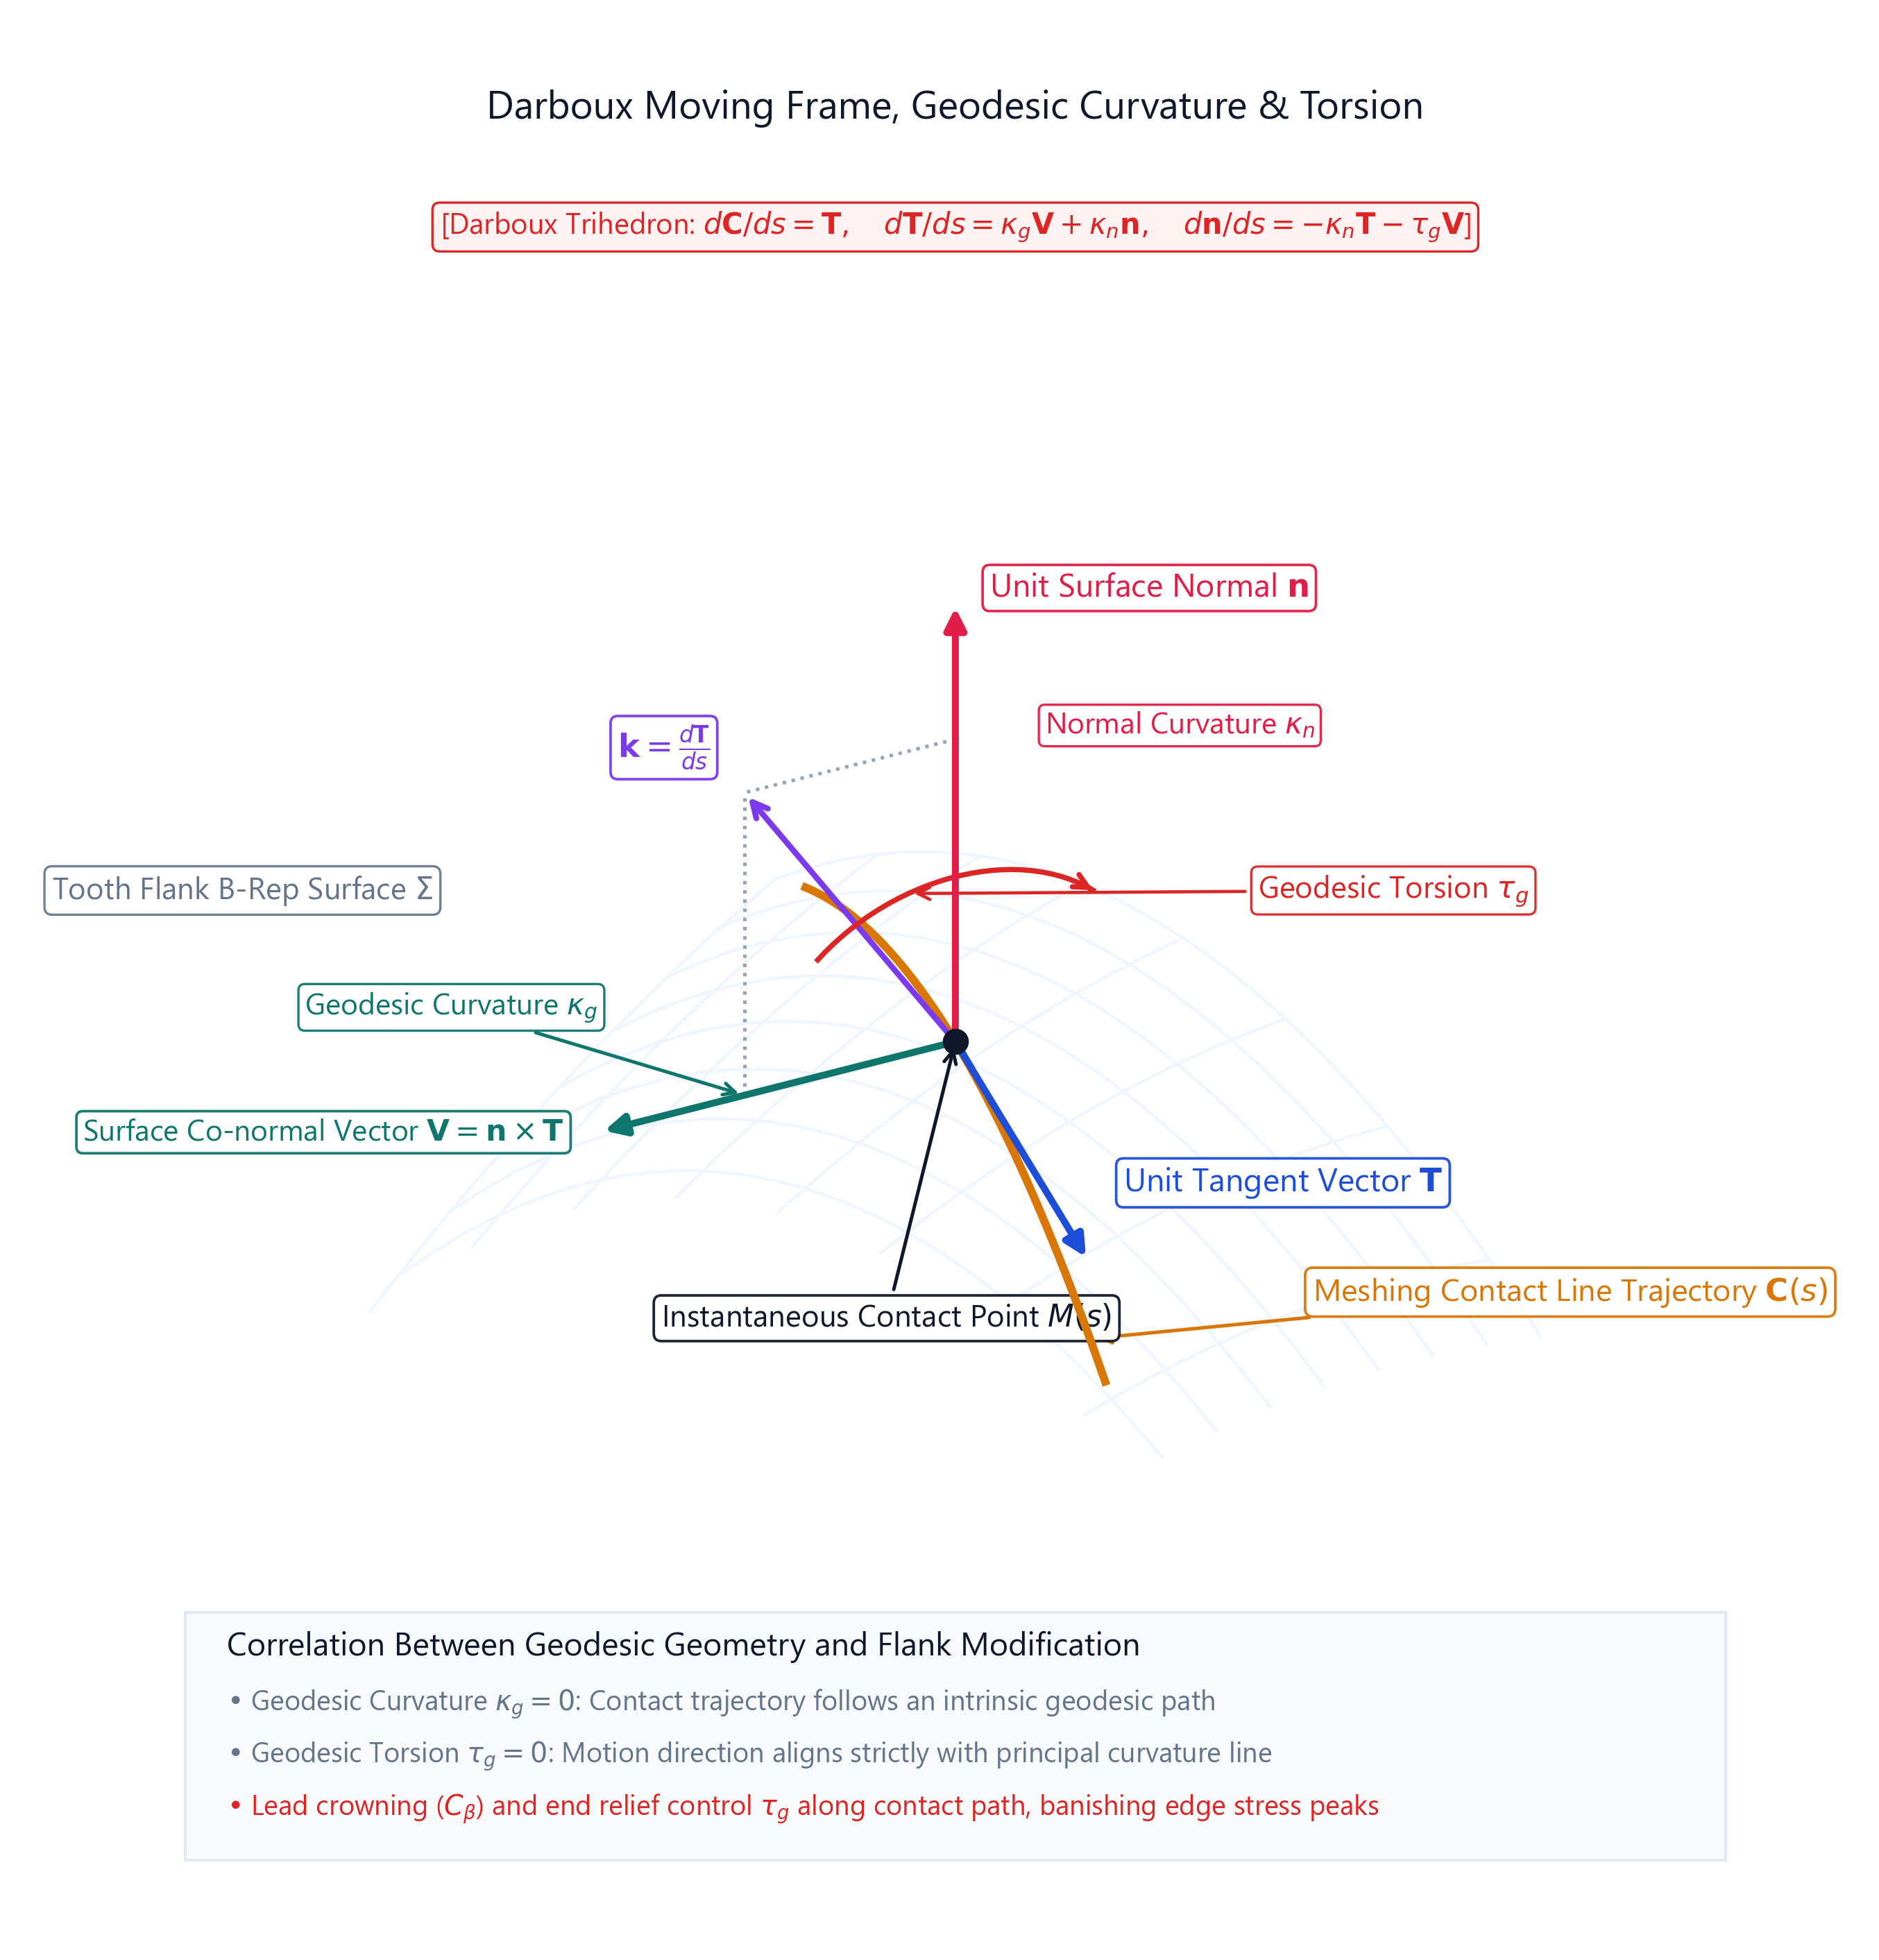 Darboux Moving Frame, Geodesic Curvature & Torsion
[Darboux Trihedron: d𝐂/ds = 𝐓, d𝐓/ds = κ_g𝐕 + κ_n𝐧, d𝐧/ds = −κ_n𝐓 − τ_g𝐕]
Unit Surface Normal 𝐧
Normal Curvature κ_n
𝐤 = d𝐓/ds
Tooth Flank B-Rep Surface Σ
Geodesic Torsion τ_g
Geodesic Curvature κ_g
Surface Co-normal Vector 𝐕 = 𝐧 × 𝐓
Unit Tangent Vector 𝐓
Meshing Contact Line Trajectory 𝐂(s)
Instantaneous Contact Point M(s)
Correlation Between Geodesic Geometry and Flank Modification
• Geodesic Curvature κ_g = 0: Contact trajectory follows an intrinsic geodesic path
• Geodesic Torsion τ_g = 0: Motion direction aligns strictly with principal curvature line
• Lead crowning (C_β) and end relief control τ_g along contact path, banishing edge stress peaks